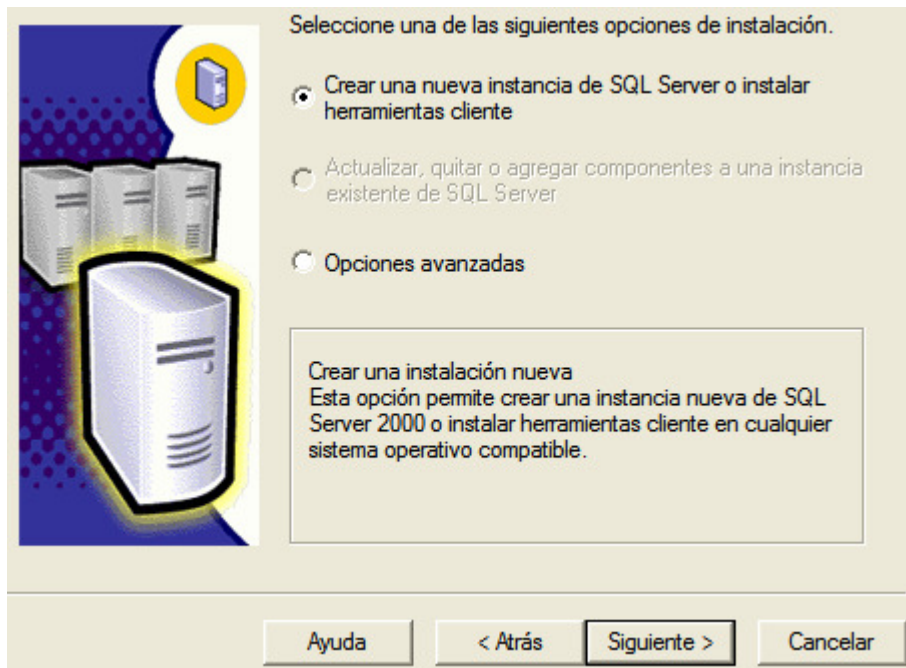 Seleccione una de las siguientes opciones de instalación.
Crear una nueva instancia de SQL Server o instalar
herramientas cliente
Actualizar, quitar o agregar componentes a una instancia
existente de SQL Server
Opciones avanzadas
Crear una instalación nueva
Esta opción permite crear una instancia nueva de SQL
Server 2000 o instalar herramientas cliente en cualquier
sistema operativo compatible.
Ayuda
< Atrás
Siguiente >
Cancelar